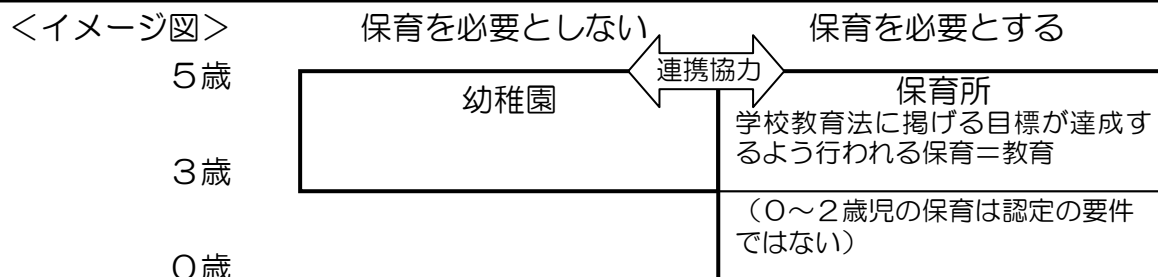 ＜イメージ図＞
保育を必要としない
保育を必要とする
連携協力
５歳
幼稚園
保育所
学校教育法に掲げる目標が達成す
るよう行われる保育＝教育
３歳
（０～２歳児の保育は認定の要件
ではない）
０歳